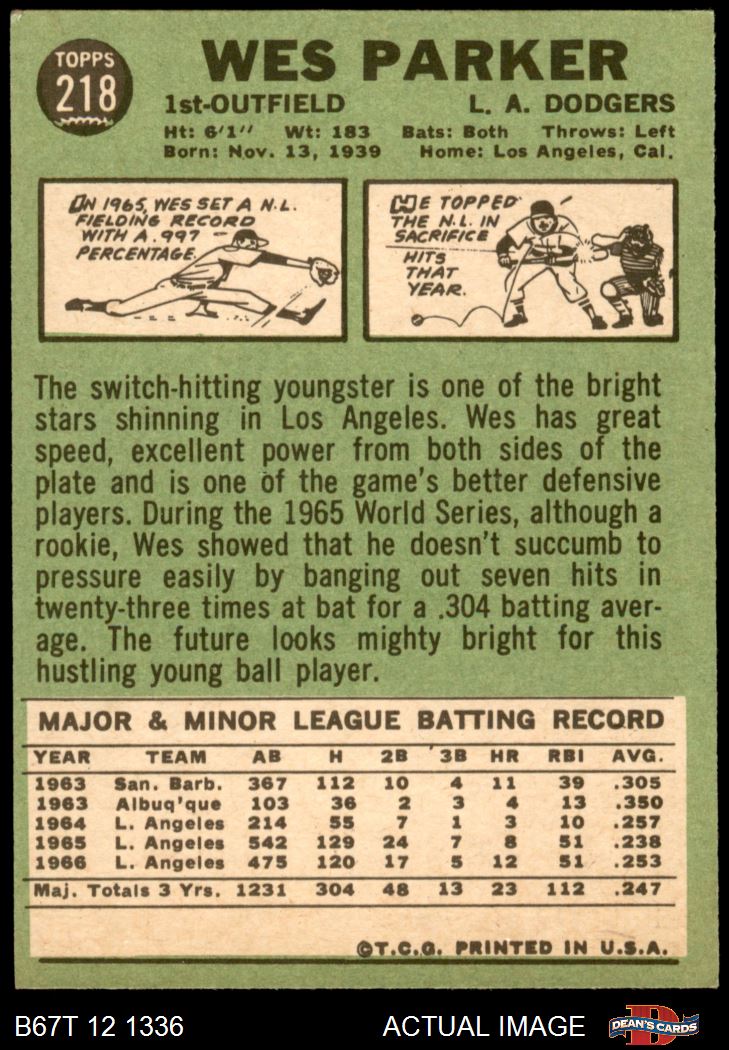 TOPPS
218
WES PARKER
1st-OUTFIELD L. A. DODGERS
Ht: 6'1" Wt: 183 Bats: Both Throws: Left
Born: Nov. 13, 1939 Home: Los Angeles, Cal.
IN 1965, WES SET A N.L.
FIELDING RECORD
WITH A .997
PERCENTAGE.
HE TOPPED
THE N.L. IN
SACRIFICE
HITS
THAT
YEAR.
The switch-hitting youngster is one of the bright
stars shinning in Los Angeles. Wes has great
speed, excellent power from both sides of the
plate and is one of the game's better defensive
players. During the 1965 World Series, although a
rookie, Wes showed that he doesn't succumb to
pressure easily by banging out seven hits in
twenty-three times at bat for a .304 batting aver-
age. The future looks mighty bright for this
hustling young ball player.
MAJOR & MINOR LEAGUE BATTING RECORD
YEAR TEAM AB H 2B 3B HR RBI AVG.
1963 San. Barb. 367 112 10 4 11 39 .305
1963 Albuq'que 103 36 2 3 4 13 .350
1964 L. Angeles 214 55 7 1 3 10 .257
1965 L. Angeles 542 129 24 7 8 51 .238
1966 L. Angeles 475 120 17 5 12 51 .253
Maj. Totals 3 Yrs. 1231 304 48 13 23 112 .247
©T.C.G. PRINTED IN U.S.A.
B67T 12 1336 ACTUAL IMAGE D DEAN'S CARDS